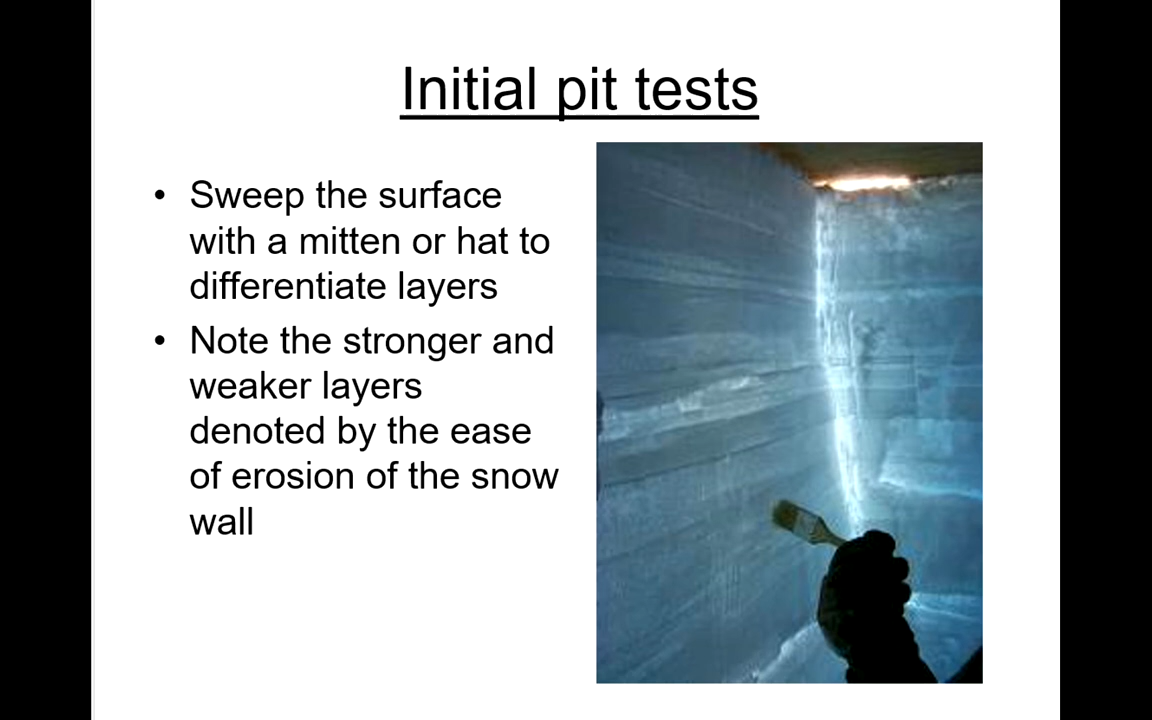 Initial pit tests
• Sweep the surface
with a mitten or hat to
differentiate layers
• Note the stronger and
weaker layers
denoted by the ease
of erosion of the snow
wall